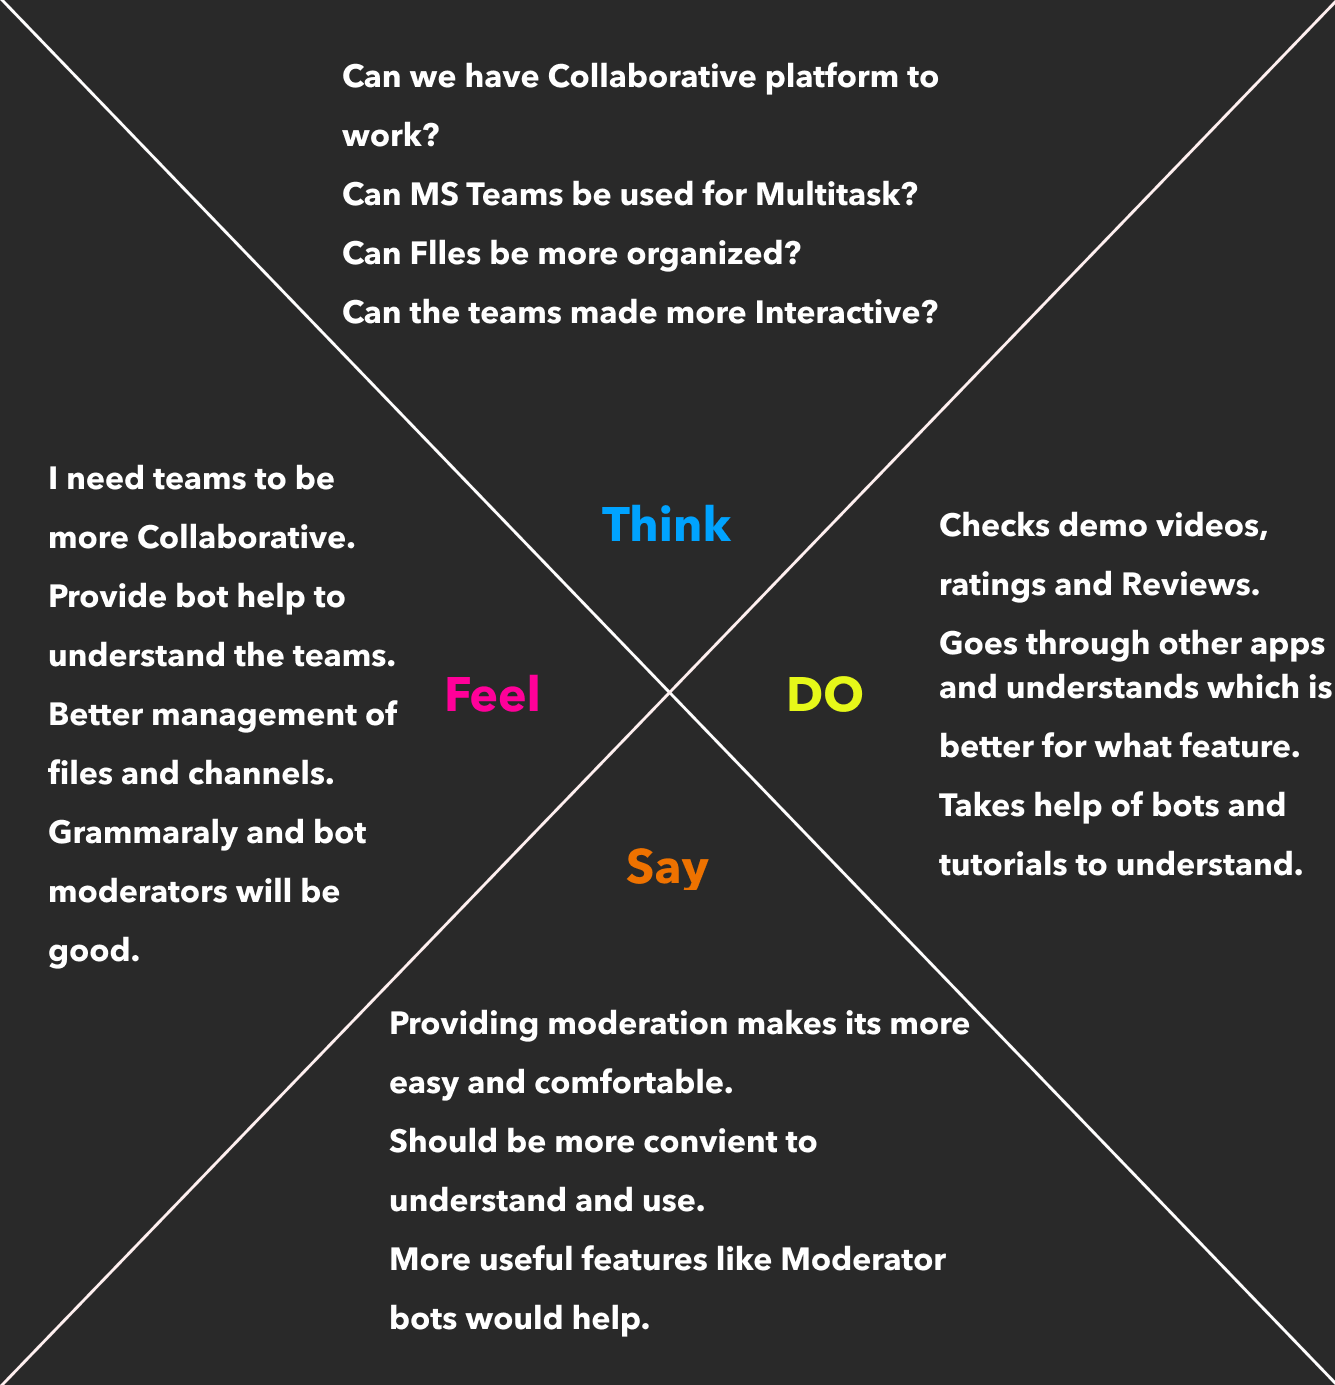 Can we have Collaborative platform to
work?
Can MS Teams be used for Multitask?
Can FIles be more organized?
Can the teams made more Interactive?
Think
I need teams to be
more Collaborative.
Provide bot help to
understand the teams.
Better management of
files and channels.
Grammaraly and bot
moderators will be
good.
Feel
DO
Checks demo videos,
ratings and Reviews.
Goes through other apps
and understands which is
better for what feature.
Takes help of bots and
tutorials to understand.
Say
Providing moderation makes its more
easy and comfortable.
Should be more convient to
understand and use.
More useful features like Moderator
bots would help.